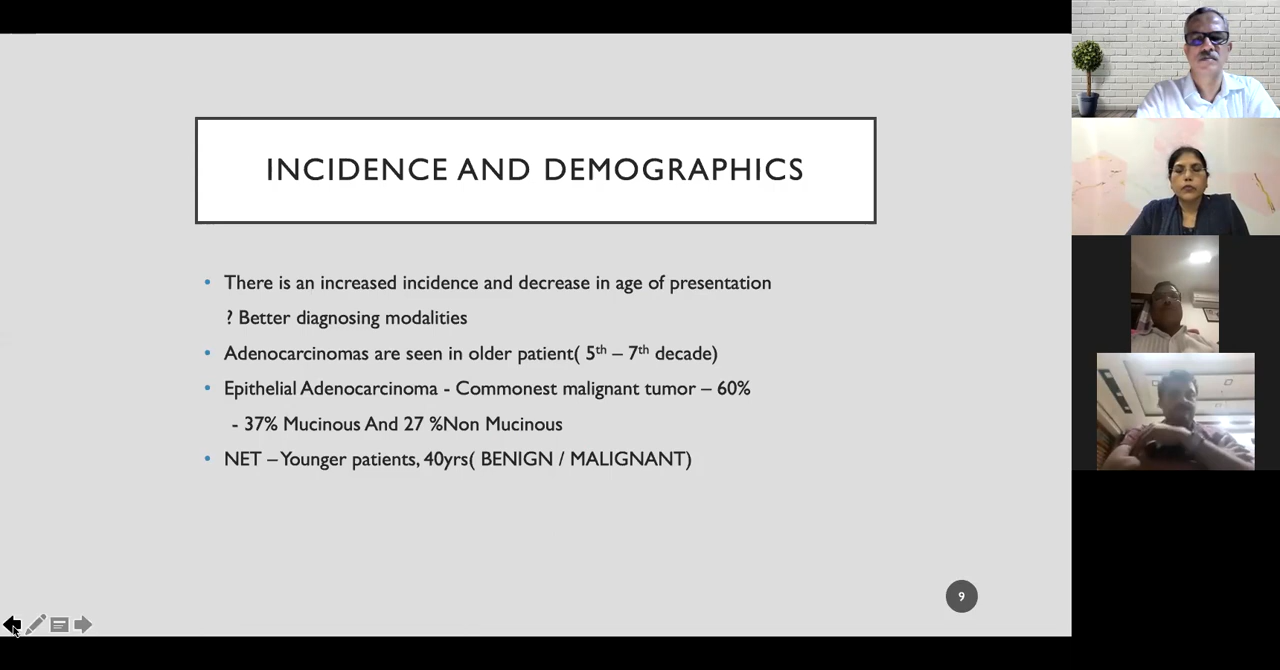 INCIDENCE AND DEMOGRAPHICS
• There is an increased incidence and decrease in age of presentation
? Better diagnosing modalities
• Adenocarcinomas are seen in older patient( 5th – 7th decade)
• Epithelial Adenocarcinoma - Commonest malignant tumor – 60%
- 37% Mucinous And 27 %Non Mucinous
• NET – Younger patients, 40yrs( BENIGN / MALIGNANT)
9